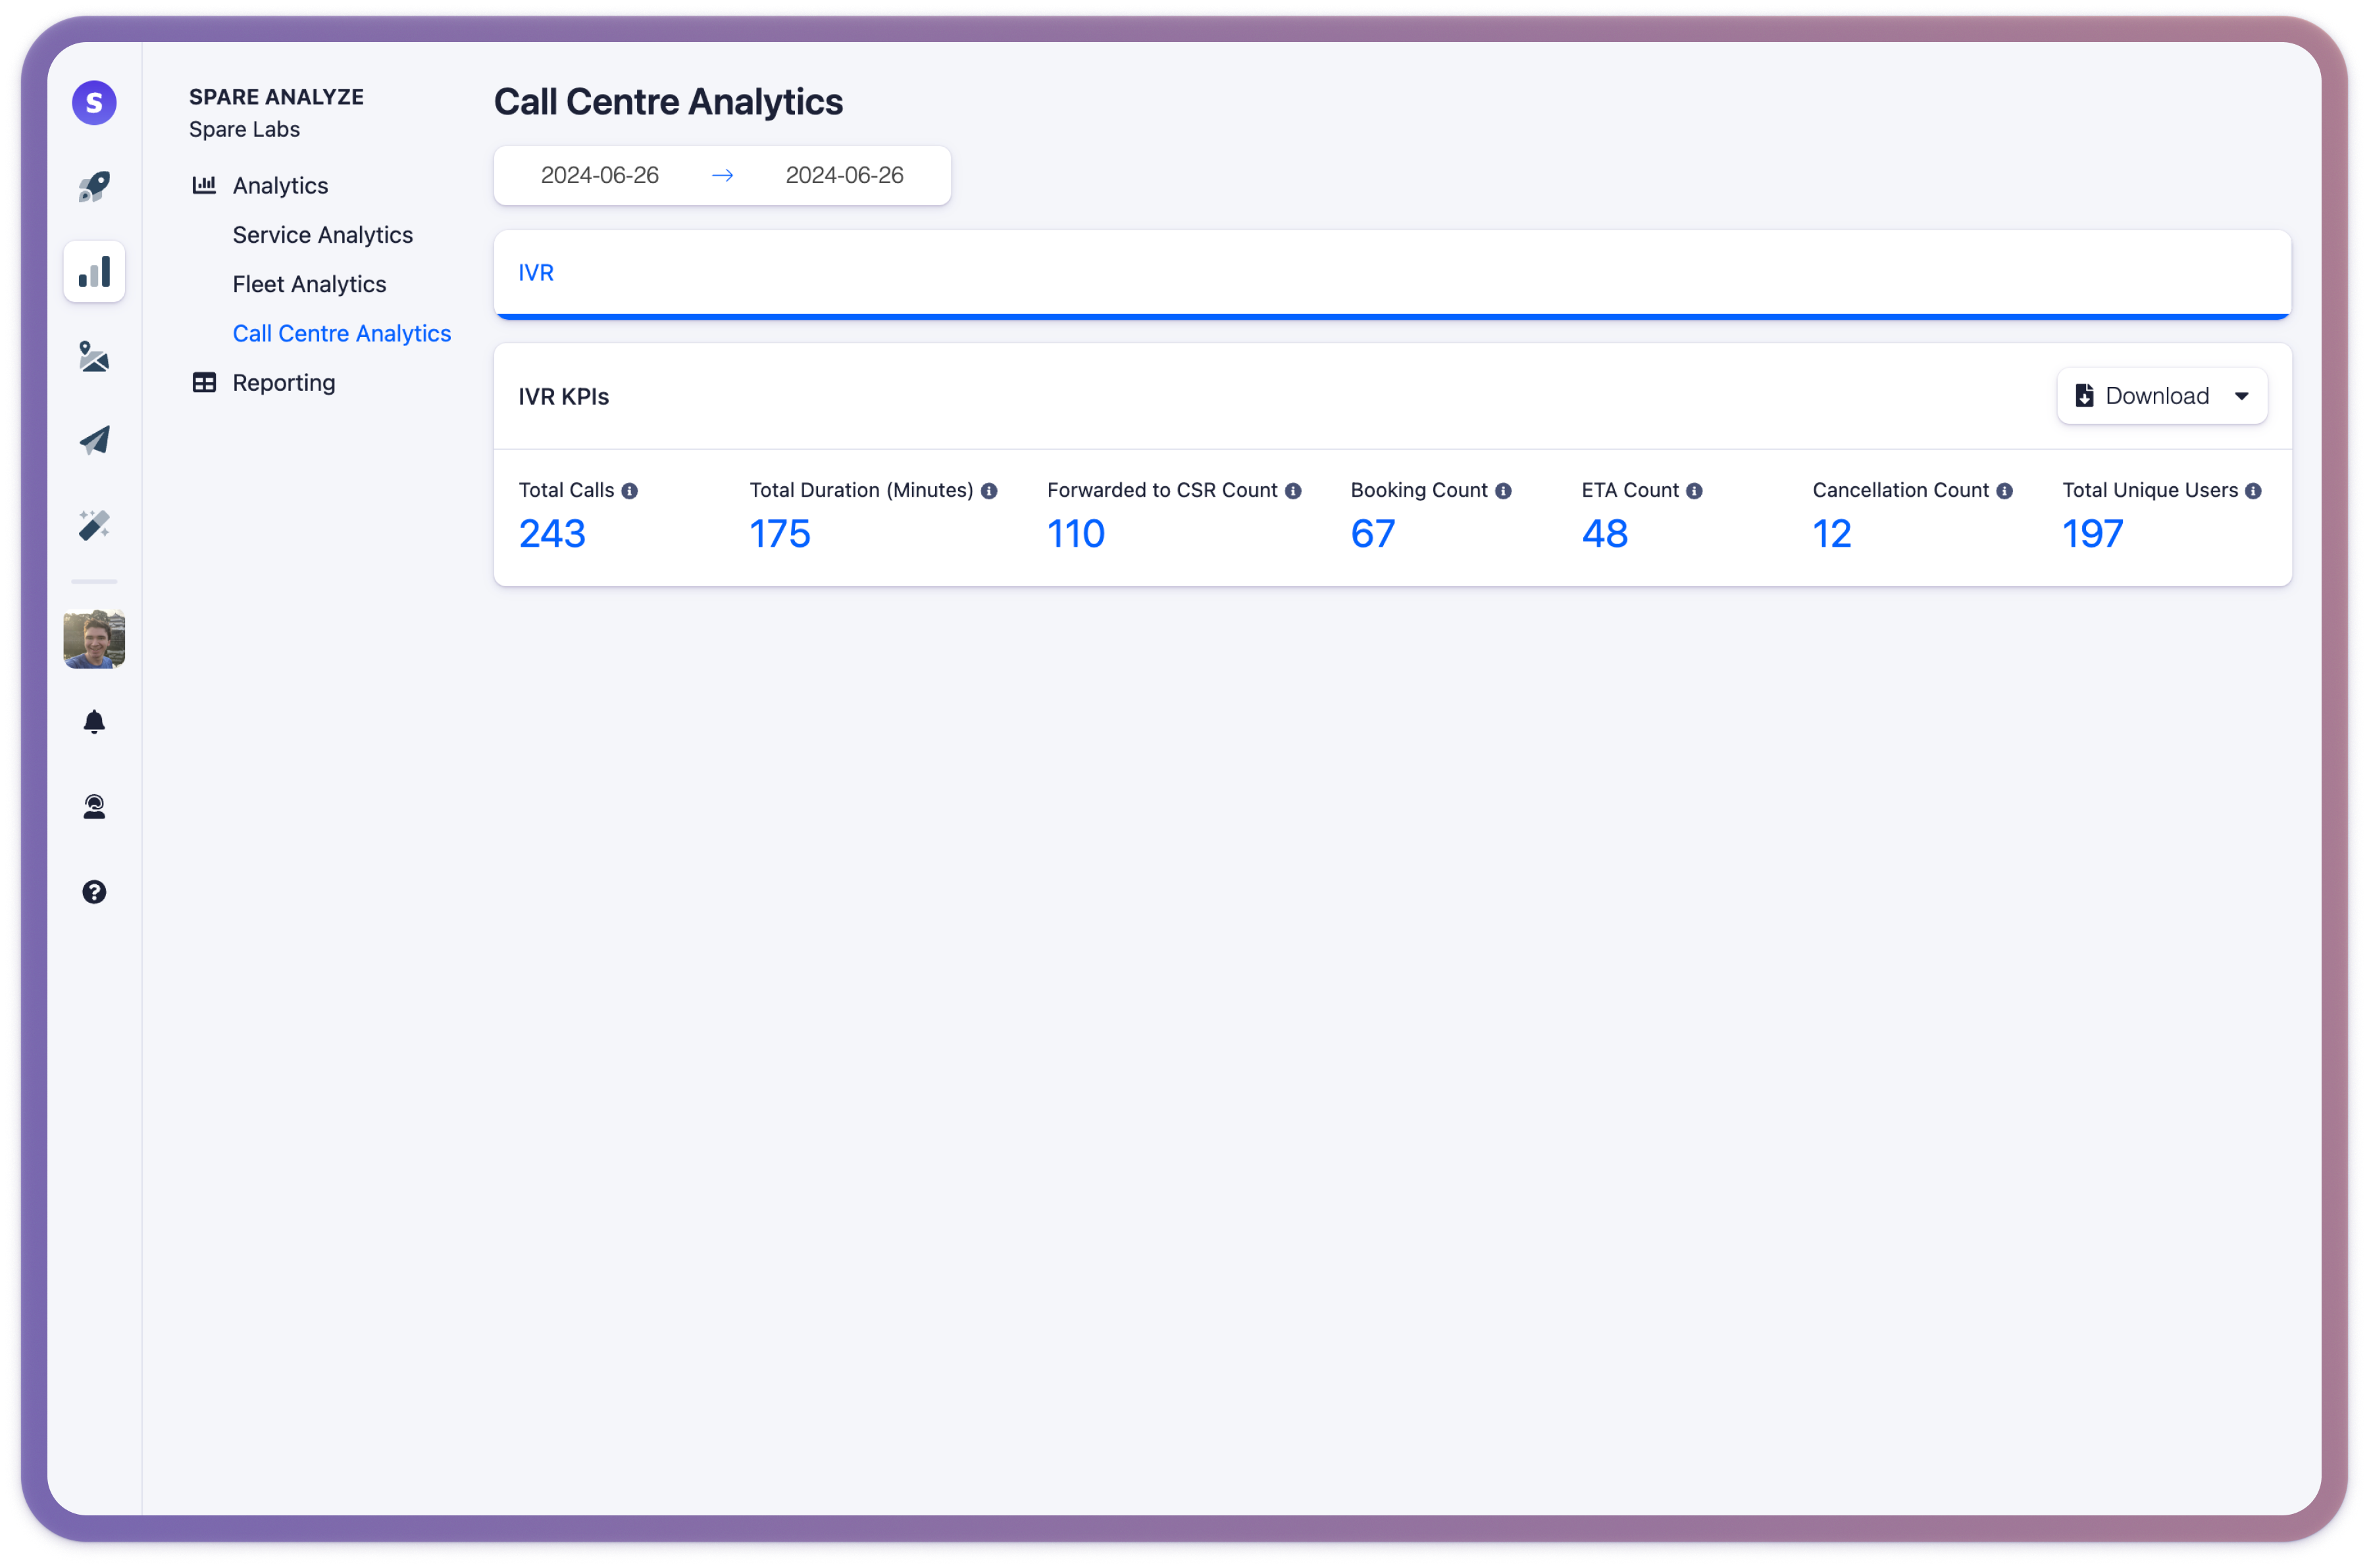 S
SPARE ANALYZE
Spare Labs
Analytics
Service Analytics
Fleet Analytics
Call Centre Analytics
Reporting
Call Centre Analytics
2024-06-26 → 2024-06-26
IVR
IVR KPIs
Download
Total Calls
243
Total Duration (Minutes)
175
Forwarded to CSR Count
110
Booking Count
67
ETA Count
48
Cancellation Count
12
Total Unique Users
197